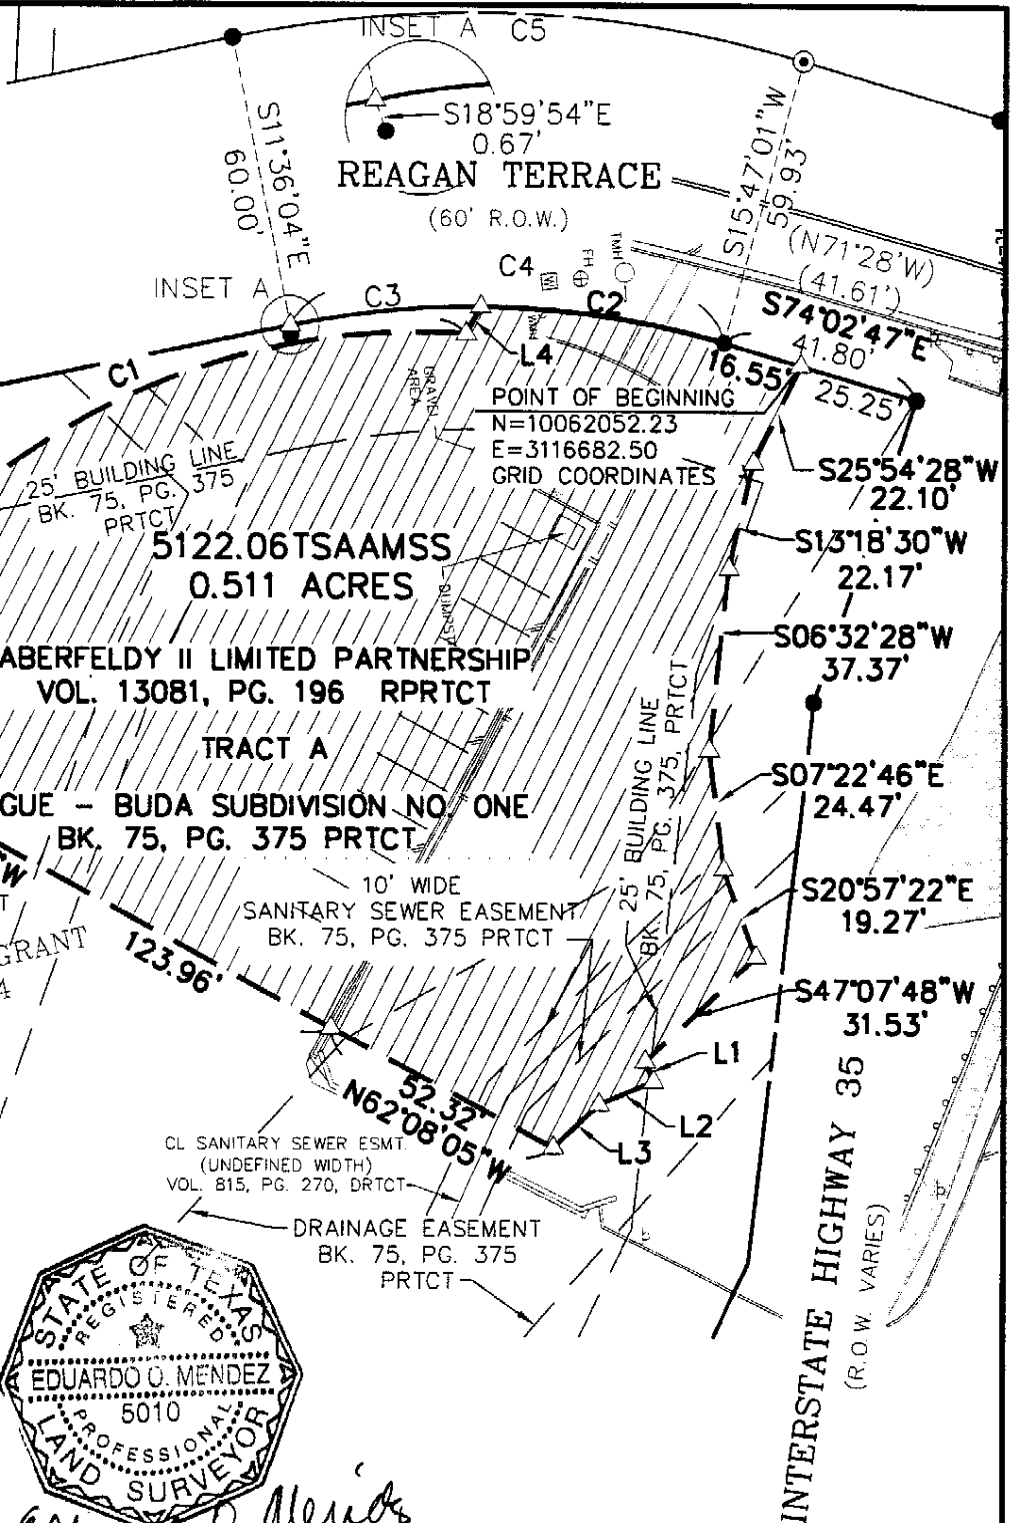 INSET A C5
S18°59'54"E
0.67'
S11°36'04"E
60.00'
REAGAN TERRACE
(60' R.O.W.)
S15°47'01"W
59.93'
(N71°28'W)
(41.61')
INSET A
C3
C4
FH
TMH
C2
S74°02'47"E
41.80'
16.55'
25.25'
L4
C1
GRAVEL
AREA
POINT OF BEGINNING
N=10062052.23
E=3116682.50
GRID COORDINATES
S25°54'28"W
22.10'
25' BUILDING LINE
BK. 75, PG. 375
PRTCT
5122.06TSAAMSS
0.511 ACRES
S13°18'30"W
22.17'
S06°32'28"W
37.37'
ABERFELDY II LIMITED PARTNERSHIP
VOL. 13081, PG. 196 RPRTCT
TRACT A
GUE - BUDA SUBDIVISION NO. ONE
BK. 75, PG. 375 PRTCT
25' BUILDING LINE
BK. 75, PG. 375, PRTCT
S07°22'46"E
24.47'
10' WIDE
SANITARY SEWER EASEMENT
BK. 75, PG. 375 PRTCT
S20°57'22"E
19.27'
"W
T
GRANT
4
123.96'
S47°07'48"W
31.53'
L1
L2
L3
52.32'
N62°08'05"W
CL SANITARY SEWER ESMT.
(UNDEFINED WIDTH)
VOL. 815, PG. 270, DRTCT
DRAINAGE EASEMENT
BK. 75, PG. 375
PRTCT
INTERSTATE HIGHWAY 35
(R.O.W. VARIES)
STATE OF TEXAS
REGISTERED
EDUARDO O. MENDEZ
5010
PROFESSIONAL
LAND SURVEYOR